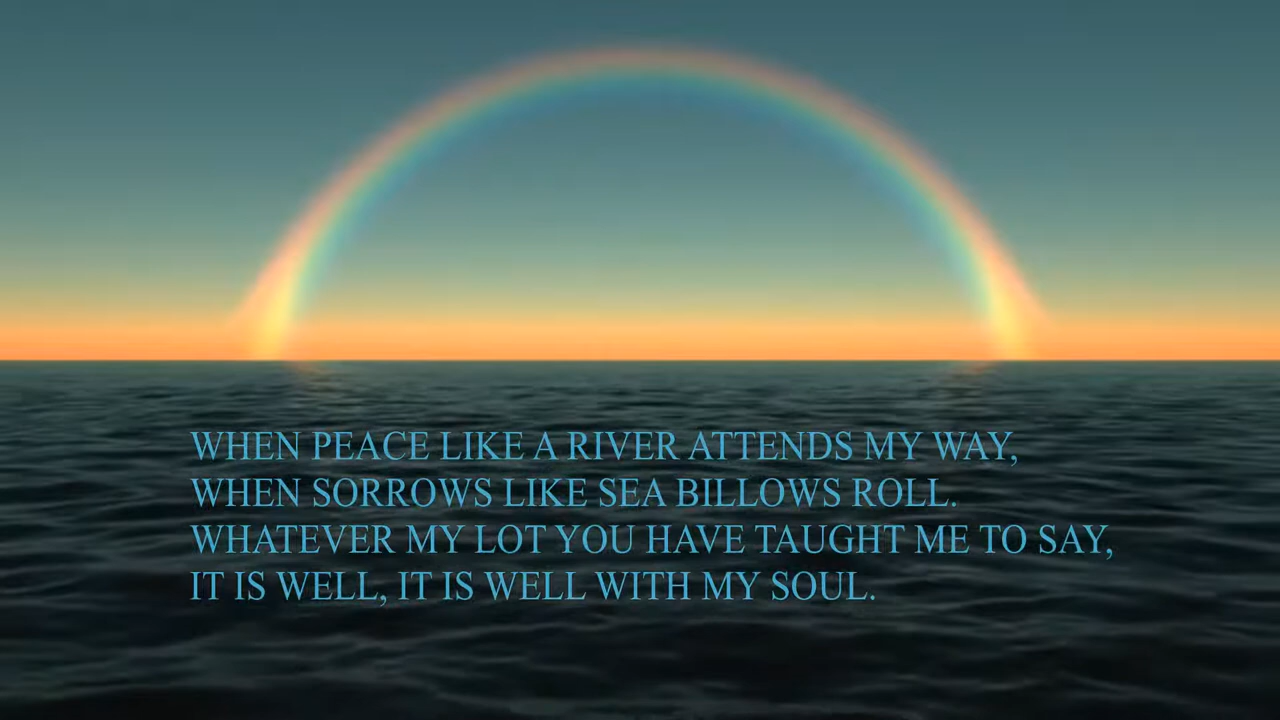 WHEN PEACE LIKE A RIVER ATTENDS MY WAY,
WHEN SORROWS LIKE SEA BILLOWS ROLL.
WHATEVER MY LOT YOU HAVE TAUGHT ME TO SAY,
IT IS WELL, IT IS WELL WITH MY SOUL.